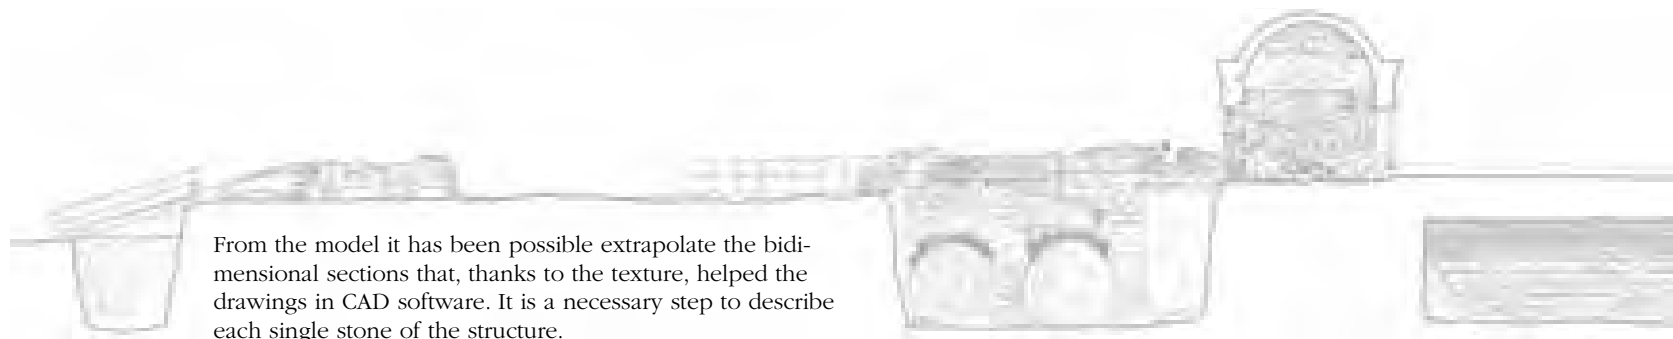 From the model it has been possible extrapolate the bidi-
mensional sections that, thanks to the texture, helped the
drawings in CAD software. It is a necessary step to describe
each single stone of the structure.